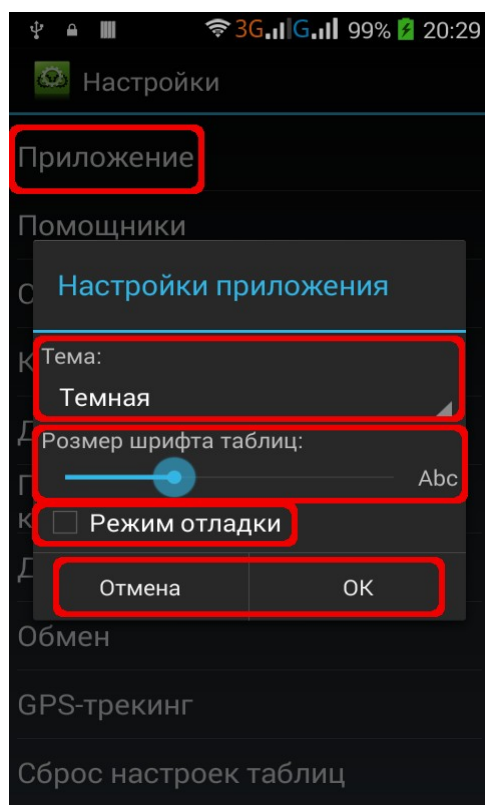 3G G 99% 20:29
Настройки
Приложение
Помощники
Настройки приложения
Тема:
Темная
Розмер шрифта таблиц:
Abc
Режим отладки
Отмена OK
Обмен
GPS-трекинг
Сброс настроек таблиц